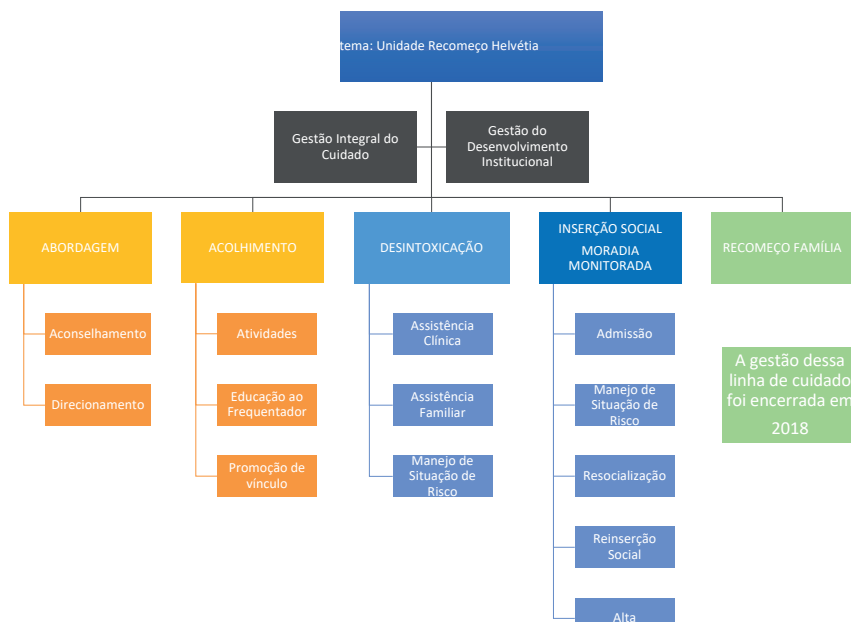 tema: Unidade Recomeço Helvétia
Gestão Integral do
Cuidado
Gestão do
Desenvolvimento
Institucional
ABORDAGEM
ACOLHIMENTO
DESINTOXICAÇÃO
INSERÇÃO SOCIAL
MORADIA
MONITORADA
RECOMEÇO FAMÍLIA
Aconselhamento
Direcionamento
Atividades
Educação ao
Frequentador
Promoção de
vínculo
Assistência
Clínica
Assistência
Familiar
Manejo de
Situação de
Risco
Admissão
Manejo de
Situação de
Risco
Resocialização
Reinserção
Social
Alta
A gestão dessa
linha de cuidado
foi encerrada em
2018